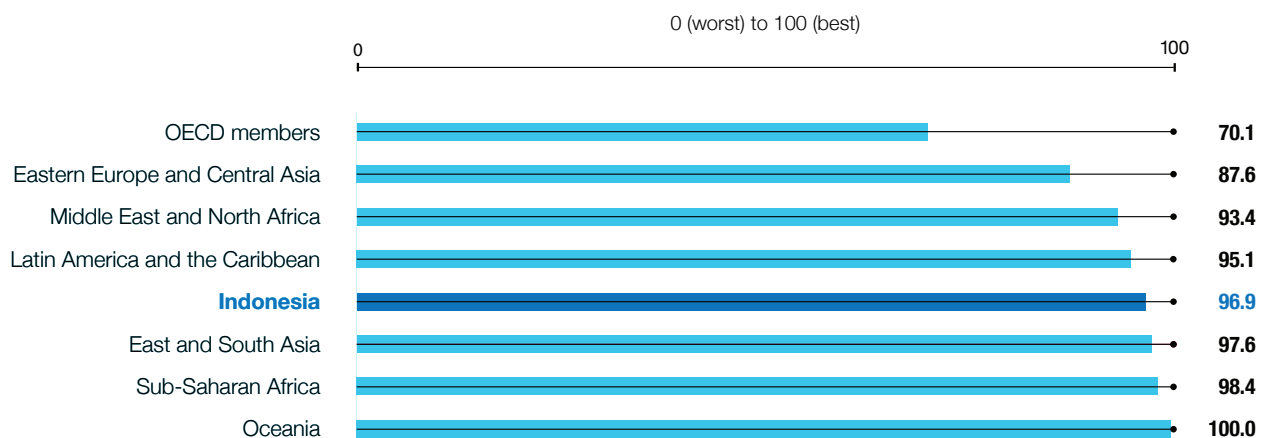 0 (worst) to 100 (best)
0 100
OECD members 70.1
Eastern Europe and Central Asia 87.6
Middle East and North Africa 93.4
Latin America and the Caribbean 95.1
Indonesia 96.9
East and South Asia 97.6
Sub-Saharan Africa 98.4
Oceania 100.0